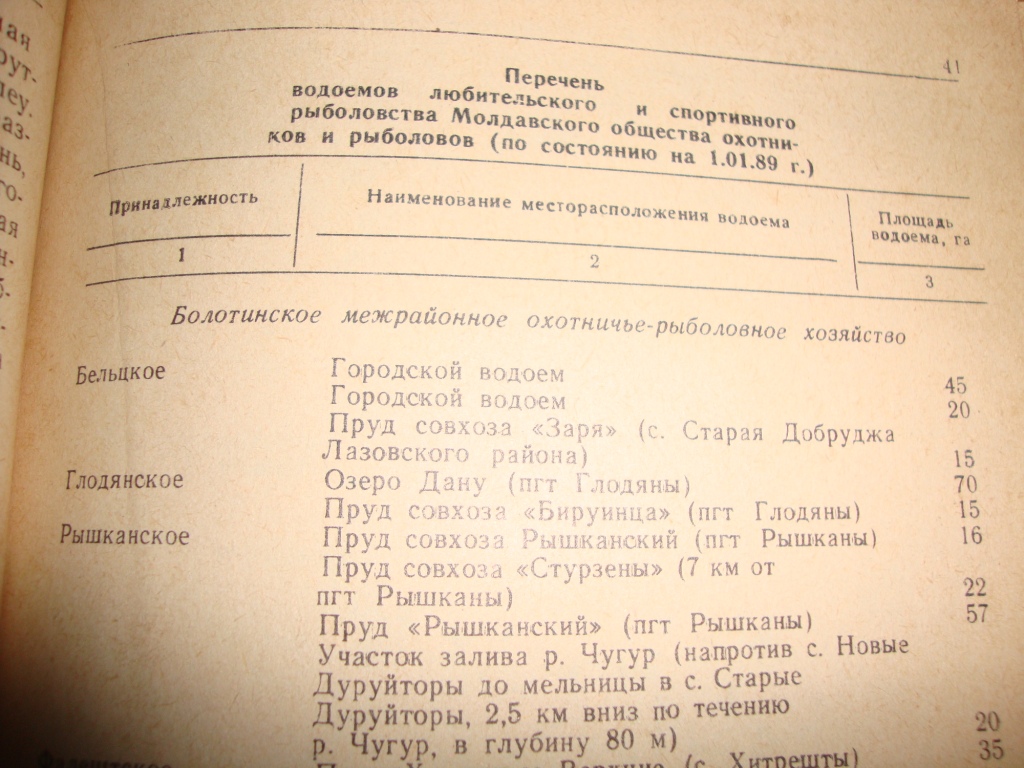 41
Перечень
водоемов любительского и спортивного
рыболовства Молдавского общества охотни-
ков и рыболовов (по состоянию на 1.01.89 г.)
Принадлежность Наименование месторасположения водоема Площадь
водоема, га
1 2 3
Болотинское межрайонное охотничье-рыболовное хозяйство
Бельцкое Городской водоем 45
Городской водоем 20
Пруд совхоза «Заря» (с. Старая Добруджа
Лазовского района) 15
Глодянское Озеро Дану (пгт Глодяны) 70
Пруд совхоза «Бируинца» (пгт Глодяны) 15
Рышканское Пруд совхоза Рышканский (пгт Рышканы) 16
Пруд совхоза «Стурзены» (7 км от
пгт Рышканы) 22
Пруд «Рышканский» (пгт Рышканы) 57
Участок залива р. Чугур (напротив с. Новые
Дуруйторы до мельницы в с. Старые
Дуруйторы, 2,5 км вниз по течению
р. Чугур, в глубину 80 м) 20
(с. Хитрешты) 35